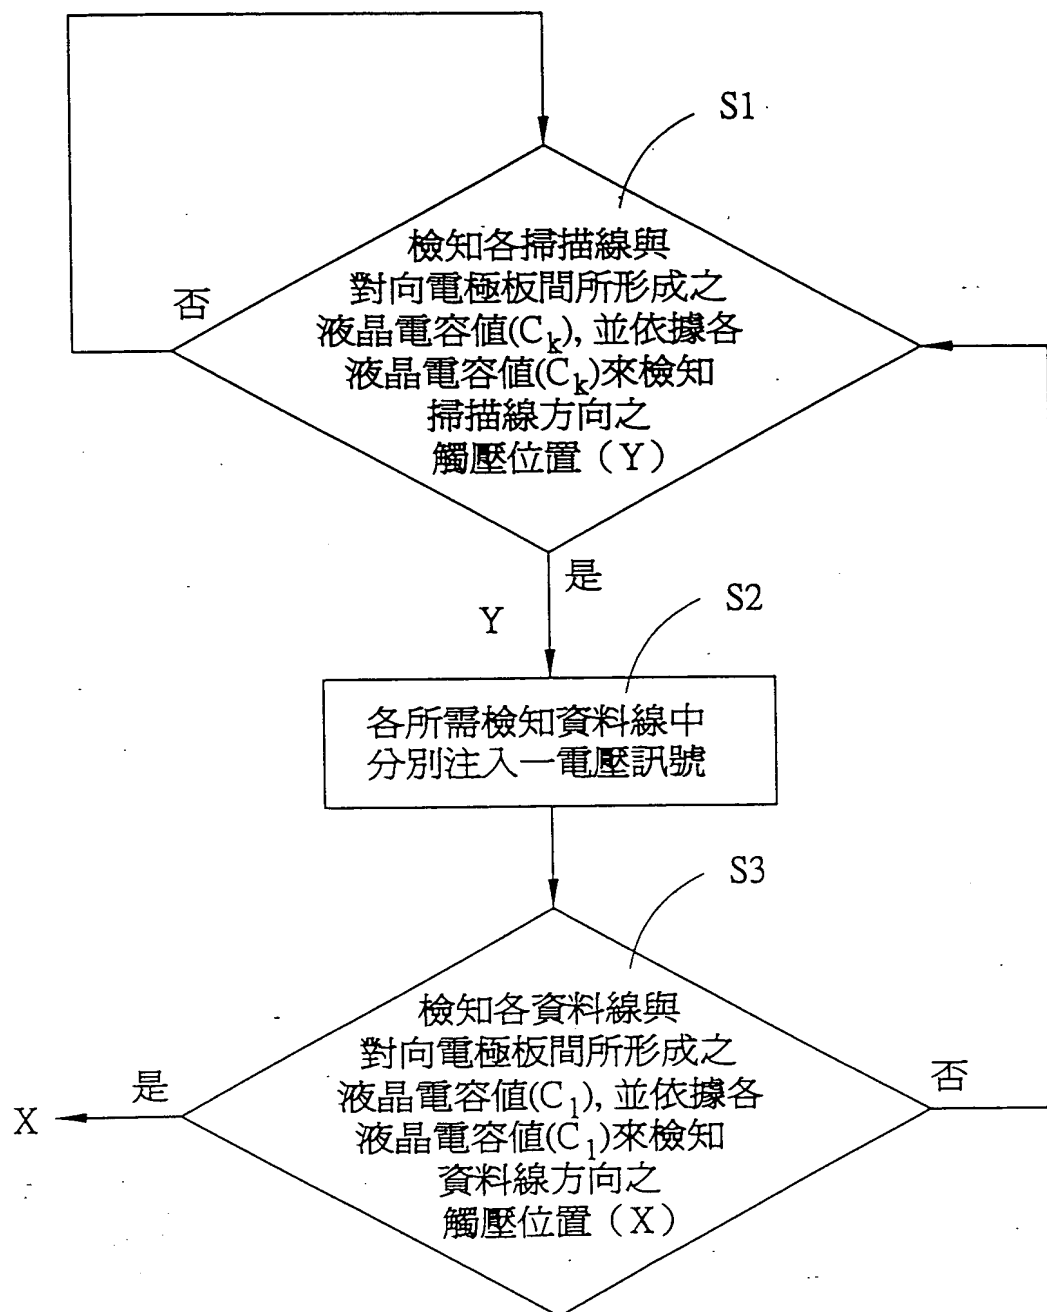 S1
檢知各掃描線與
對向電極板間所形成之
液晶電容值(Ck), 並依據各
液晶電容值(Ck)來檢知
掃描線方向之
觸壓位置（Y）
否
是
Y
S2
各所需檢知資料線中
分別注入一電壓訊號
S3
檢知各資料線與
對向電極板間所形成之
液晶電容值(C1), 並依據各
液晶電容值(C1)來檢知
資料線方向之
觸壓位置（X）
是
X
否